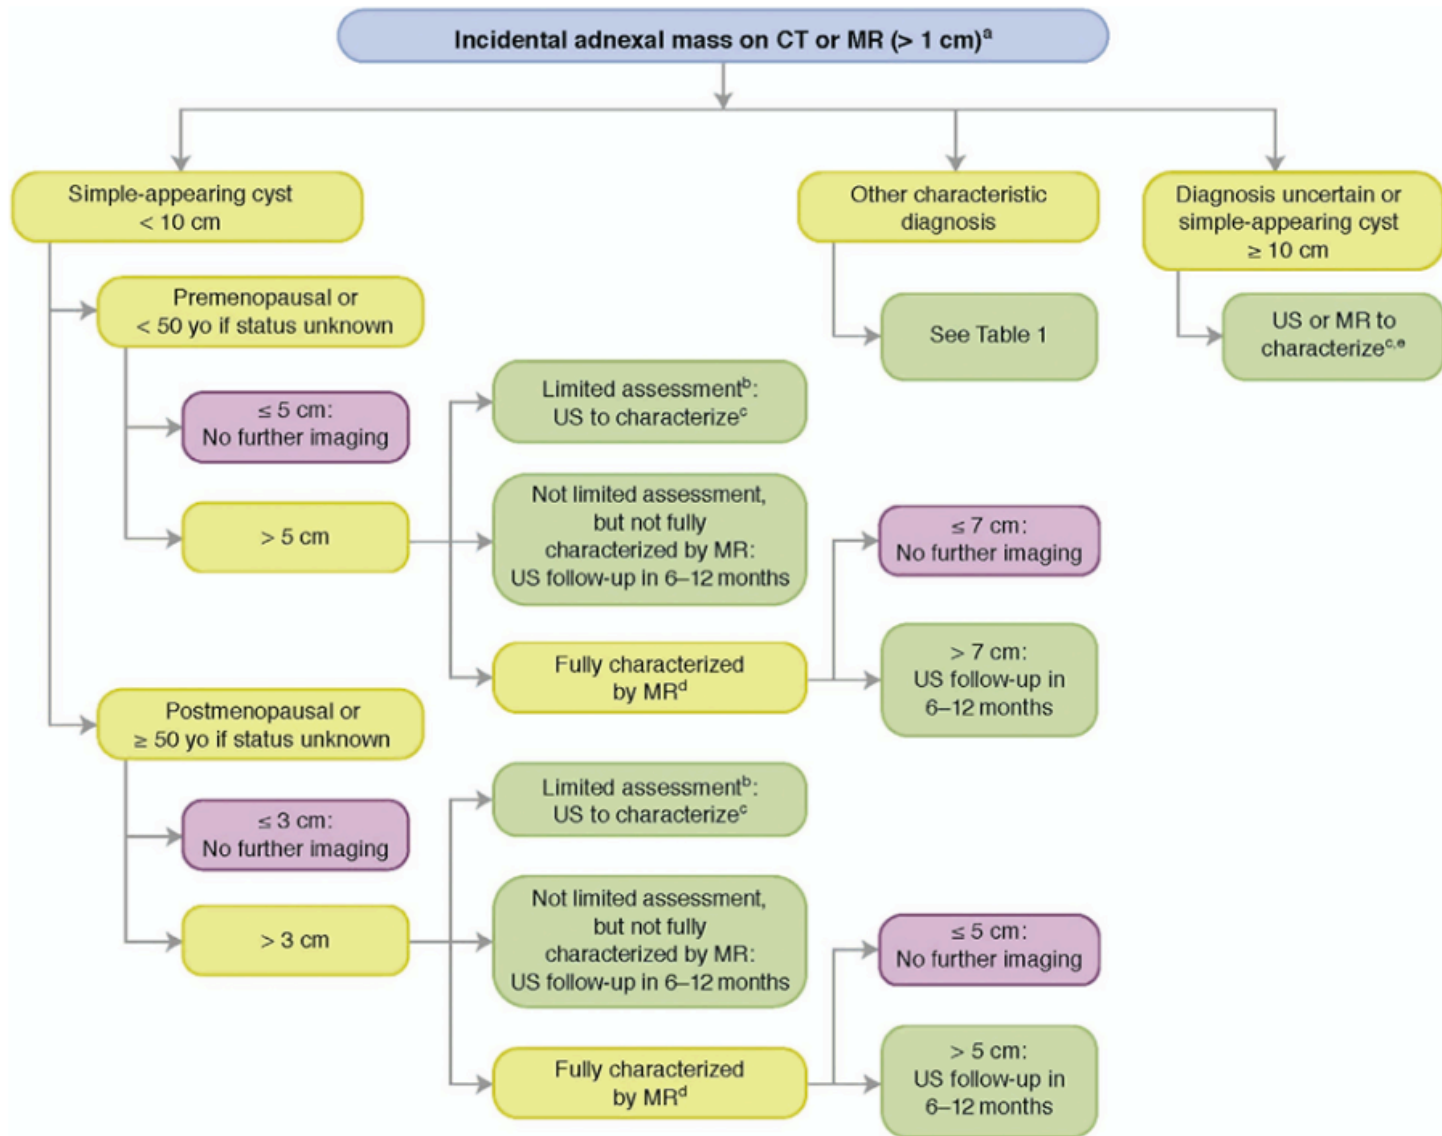 Incidental adnexal mass on CT or MR (> 1 cm)ᵃ
Simple-appearing cyst
< 10 cm
Other characteristic
diagnosis
Diagnosis uncertain or
simple-appearing cyst
≥ 10 cm
Premenopausal or
< 50 yo if status unknown
See Table 1
US or MR to
characterizeᶜ,ᵉ
≤ 5 cm:
No further imaging
Limited assessmentᵇ:
US to characterizeᶜ
> 5 cm
Not limited assessment,
but not fully
characterized by MR:
US follow-up in 6–12 months
≤ 7 cm:
No further imaging
Fully characterized
by MRᵈ
> 7 cm:
US follow-up in
6–12 months
Postmenopausal or
≥ 50 yo if status unknown
≤ 3 cm:
No further imaging
Limited assessmentᵇ:
US to characterizeᶜ
> 3 cm
Not limited assessment,
but not fully
characterized by MR:
US follow-up in 6–12 months
≤ 5 cm:
No further imaging
Fully characterized
by MRᵈ
> 5 cm:
US follow-up in
6–12 months